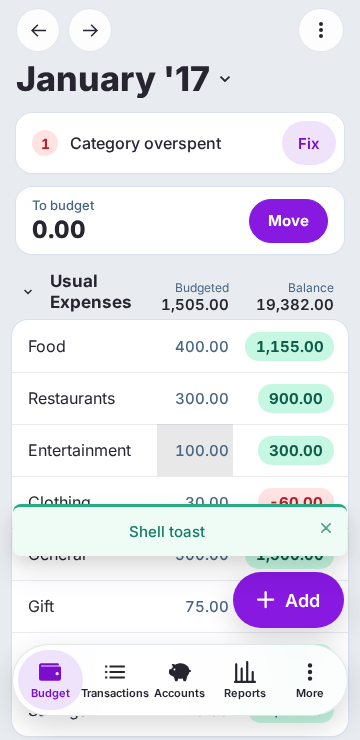 January '17
1 Category overspent Fix
To budget
0.00 Move
Usual Expenses Budgeted 1,505.00 Balance 19,382.00
Food 400.00 1,155.00
Restaurants 300.00 900.00
Entertainment 100.00 300.00
Clothing 30.00 -60.00
Shell toast
General
Gift 75.00
Add
Budget Transactions Accounts Reports More